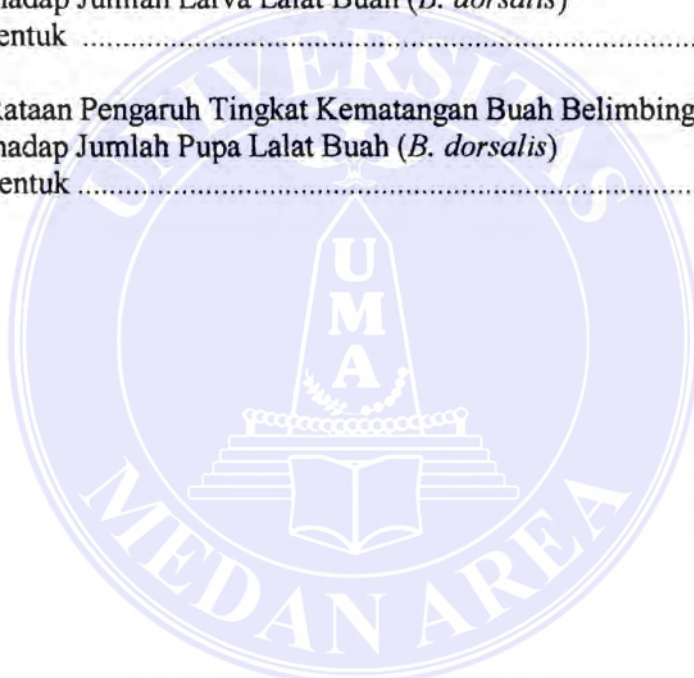 hadap Jumlah Larva Lalat Buah (B. dorsalis)
entuk ................................................................................
ataan Pengaruh Tingkat Kematangan Buah Belimbing
hadap Jumlah Pupa Lalat Buah (B. dorsalis)
entuk ................................................................................
UNIVERSITAS
U
M
A
MEDAN AREA